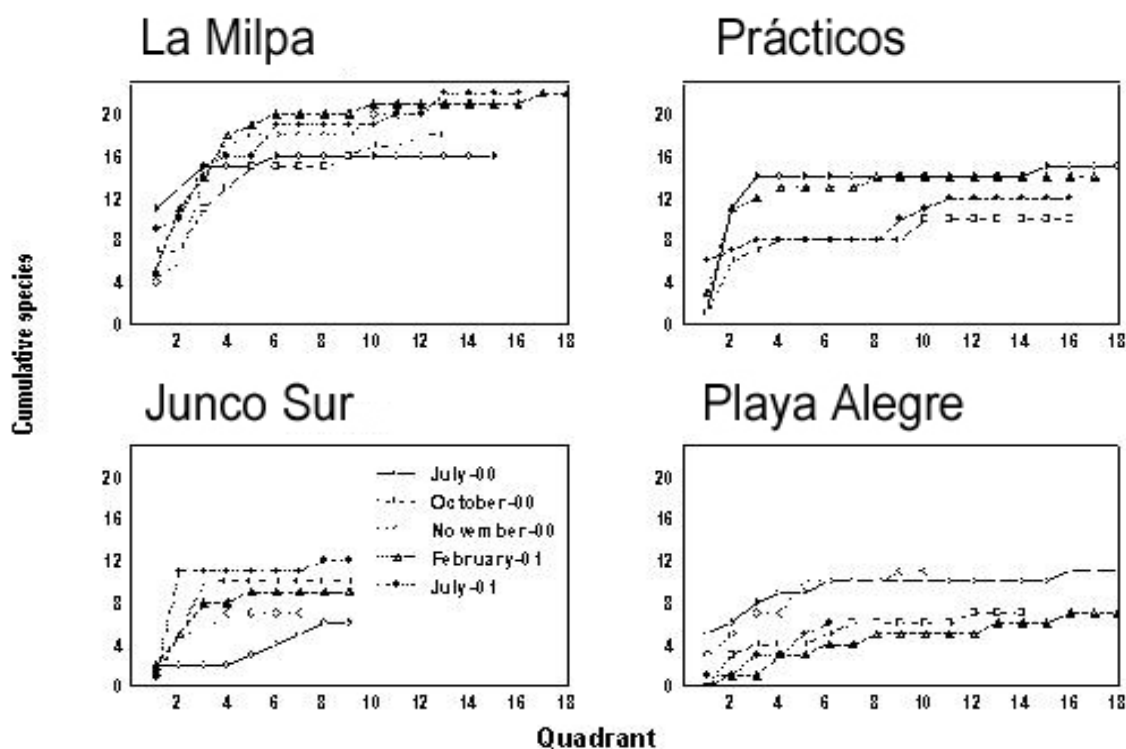 La Milpa
Prácticos
20
16
12
8
4
0
2 4 6 8 10 12 14 16 18
20
16
12
8
4
0
2 4 6 8 10 12 14 16 18
Cumulative species
Junco Sur
Playa Alegre
20
16
12
8
4
0
2 4 6 8 10 12 14 16 18
July-00
October-00
November-00
February-01
July-01
20
16
12
8
4
0
2 4 6 8 10 12 14 16 18
Quadrant